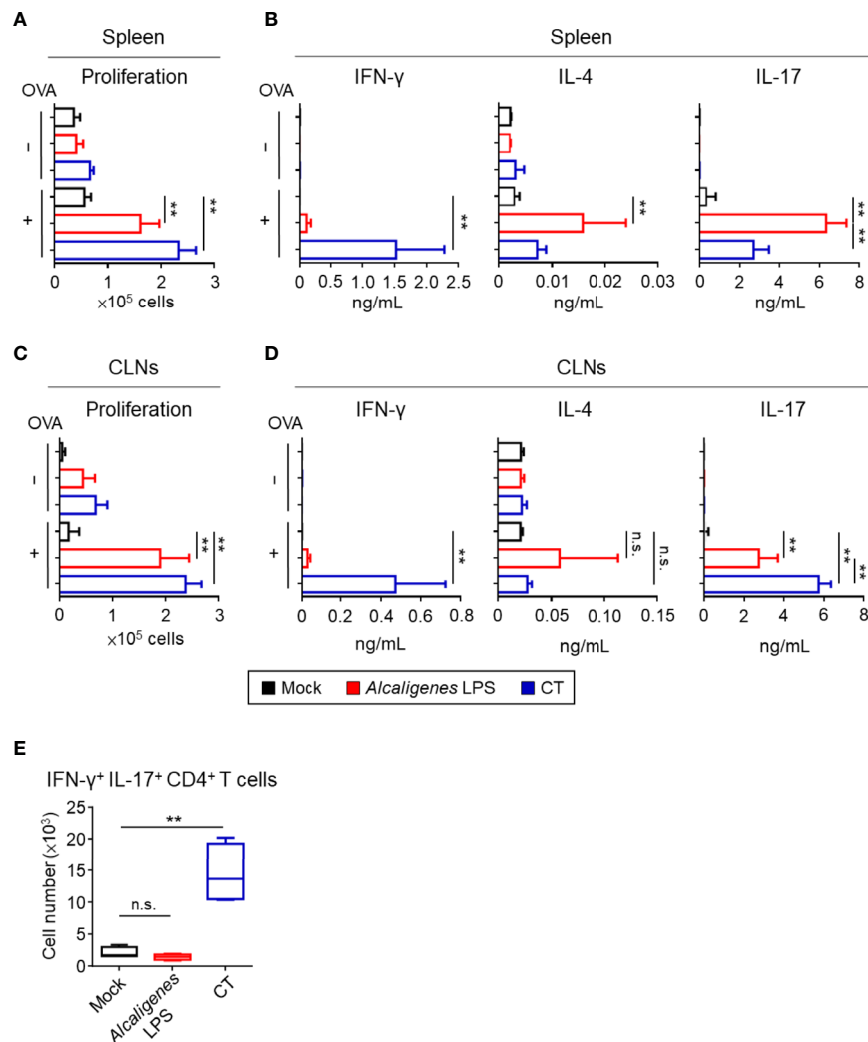 A
B
Spleen
Spleen
Proliferation
IFN-γ
IL-4
IL-17
OVA
−
+
**
**
**
**
**
**
0 1 2 3
×10⁵ cells
0 0.5 1.0 1.5 2.0 2.5
ng/mL
0 0.01 0.02 0.03
ng/mL
0 2 4 6 8
ng/mL
C
D
CLNs
CLNs
Proliferation
IFN-γ
IL-4
IL-17
OVA
−
+
**
**
**
n.s.
n.s.
**
**
**
0 1 2 3
×10⁵ cells
0 0.2 0.4 0.6 0.8
ng/mL
0.00 0.05 0.10 0.15
ng/mL
0 2 4 6 8
ng/mL
Mock Alcaligenes LPS CT
E
IFN-γ⁺ IL-17⁺ CD4⁺ T cells
Cell number (×10³)
25
20
15
10
5
0
**
n.s.
Mock
Alcaligenes
LPS
CT